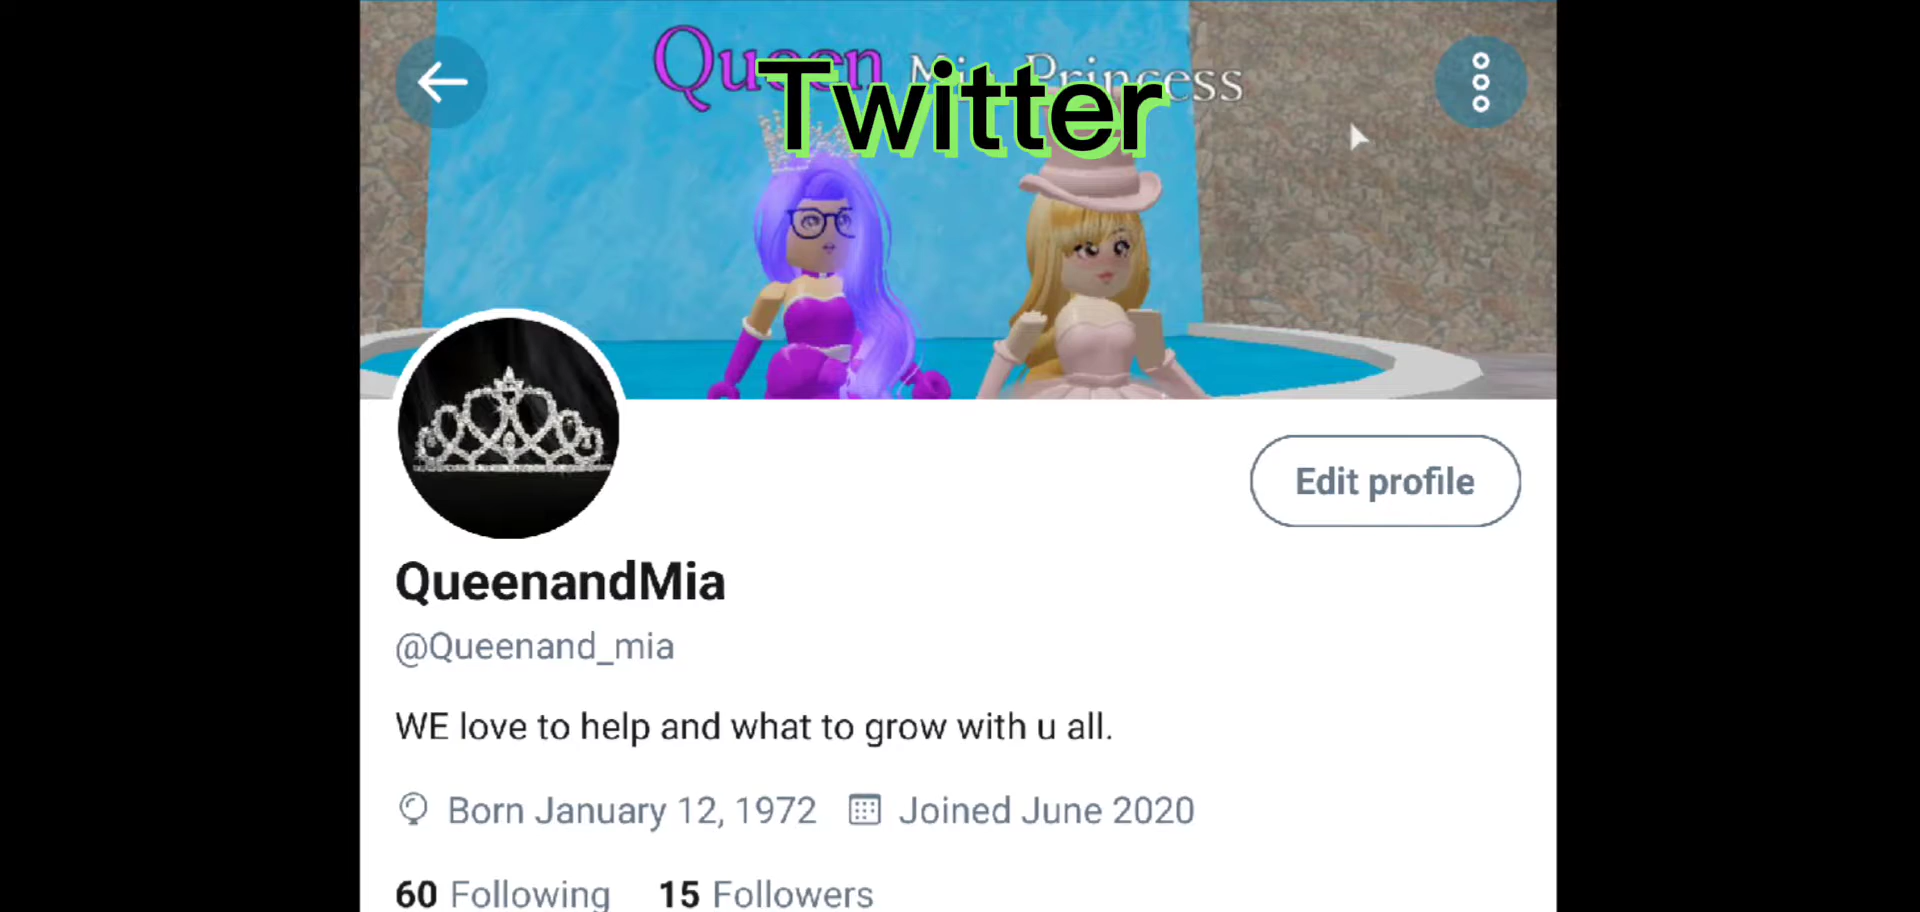 Queen Mia Princess
Twitter
Edit profile
QueenandMia
@Queenand_mia
WE love to help and what to grow with u all.
Born January 12, 1972 Joined June 2020
60 Following 15 Followers